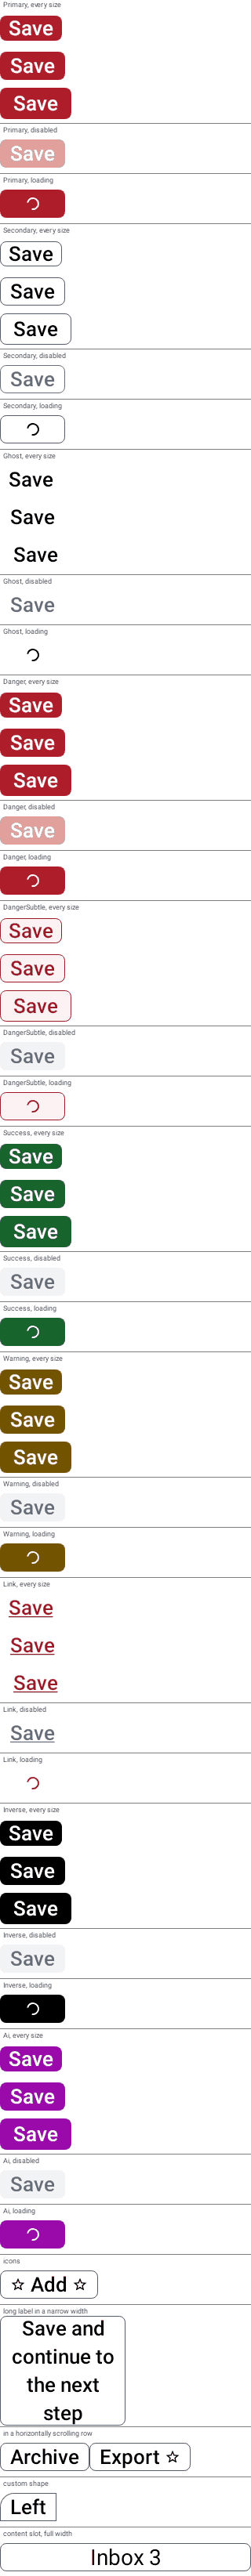 Primary, every size
Save
Save
Save
Primary, disabled
Save
Primary, loading
Secondary, every size
Save
Save
Save
Secondary, disabled
Save
Secondary, loading
Ghost, every size
Save
Save
Save
Ghost, disabled
Save
Ghost, loading
Danger, every size
Save
Save
Save
Danger, disabled
Save
Danger, loading
DangerSubtle, every size
Save
Save
Save
DangerSubtle, disabled
Save
DangerSubtle, loading
Success, every size
Save
Save
Save
Success, disabled
Save
Success, loading
Warning, every size
Save
Save
Save
Warning, disabled
Save
Warning, loading
Link, every size
Save
Save
Save
Link, disabled
Save
Link, loading
Inverse, every size
Save
Save
Save
Inverse, disabled
Save
Inverse, loading
Ai, every size
Save
Save
Save
Ai, disabled
Save
Ai, loading
icons
Add
long label in a narrow width
Save and
continue to
the next
step
in a horizontally scrolling row
Archive Export
custom shape
Left
content slot, full width
Inbox 3